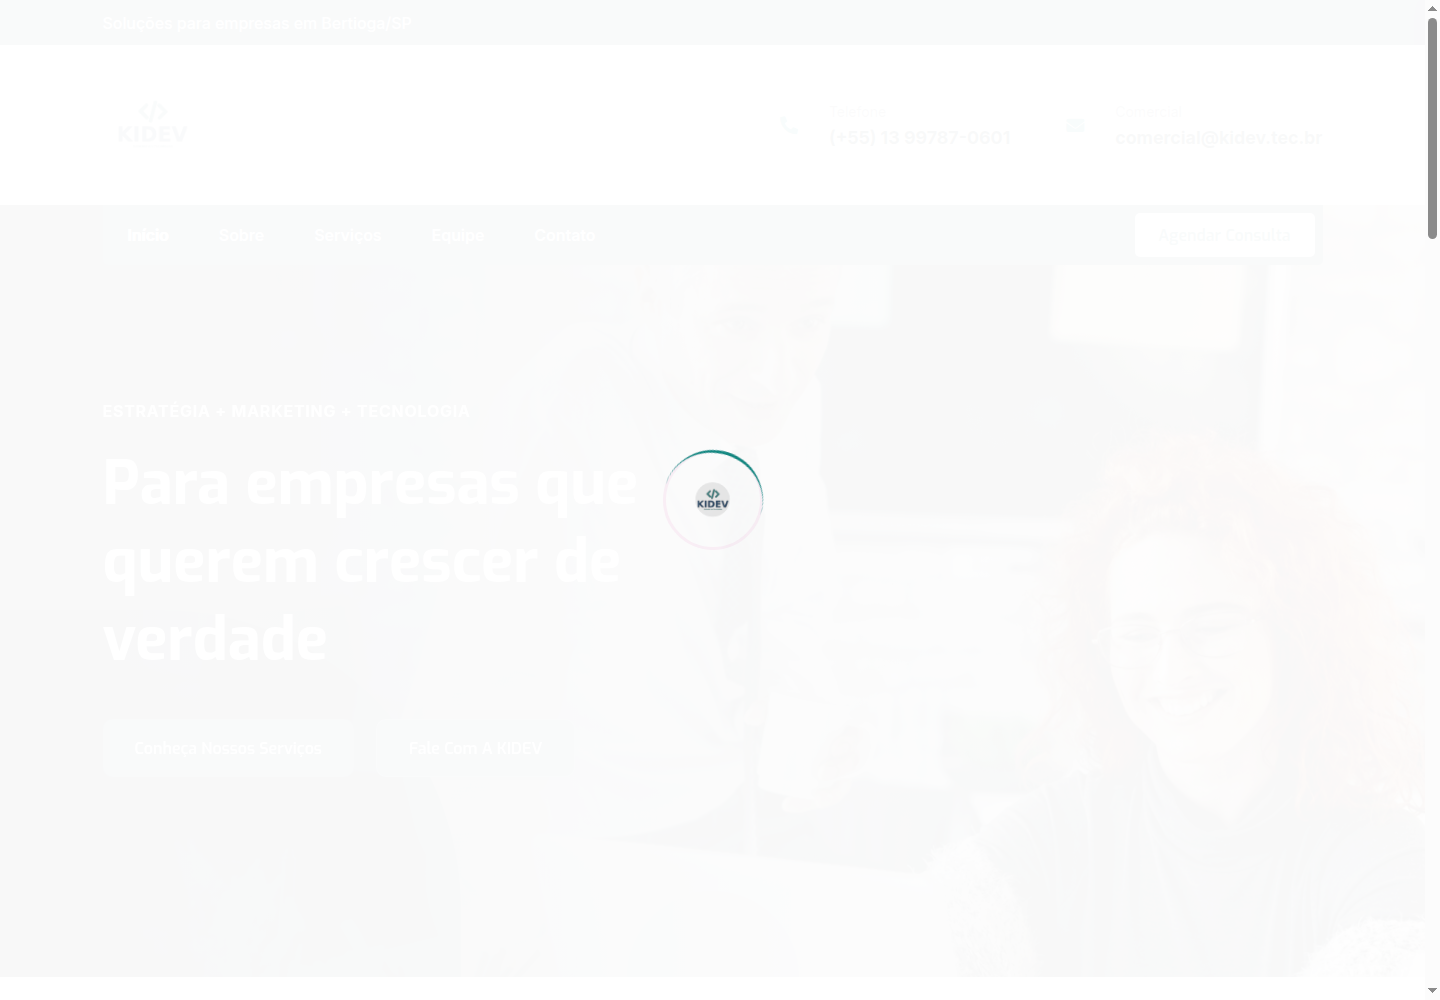 Soluções para empresas em Bertioga/SP
KIDEV
Telefone
(+55) 13 99787-0601
comercial@kidev.tec.br
Início
Sobre
Serviços
Equipe
Contato
Agendar Consulta
ESTRATÉGIA + MARKETING + TECNOLOGIA
Para empresas que
querem crescer de
verdade
Conheça Nossos Serviços
Fale Com A KIDEV
KIDEV